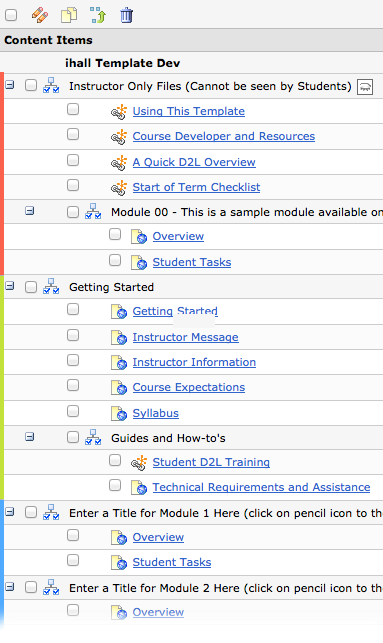 Content Items
ihall Template Dev
Instructor Only Files (Cannot be seen by Students)
Using This Template
Course Developer and Resources
A Quick D2L Overview
Start of Term Checklist
Module 00 - This is a sample module available on
Overview
Student Tasks
Getting Started
Getting Started
Instructor Message
Instructor Information
Course Expectations
Syllabus
Guides and How-to's
Student D2L Training
Technical Requirements and Assistance
Enter a Title for Module 1 Here (click on pencil icon to the
Overview
Student Tasks
Enter a Title for Module 2 Here (click on pencil icon to the
Overview